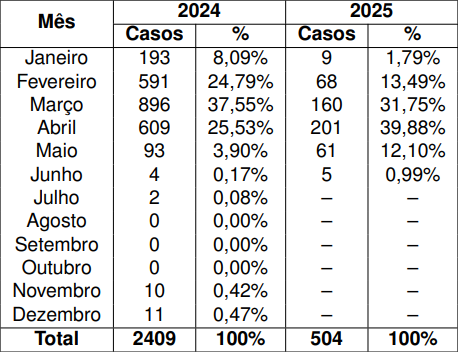 Mês 2024 2025
Casos % Casos %
Janeiro 193 8,09% 9 1,79%
Fevereiro 591 24,79% 68 13,49%
Março 896 37,55% 160 31,75%
Abril 609 25,53% 201 39,88%
Maio 93 3,90% 61 12,10%
Junho 4 0,17% 5 0,99%
Julho 2 0,08% – –
Agosto 0 0,00% – –
Setembro 0 0,00% – –
Outubro 0 0,00% – –
Novembro 10 0,42% – –
Dezembro 11 0,47% – –
Total 2409 100% 504 100%